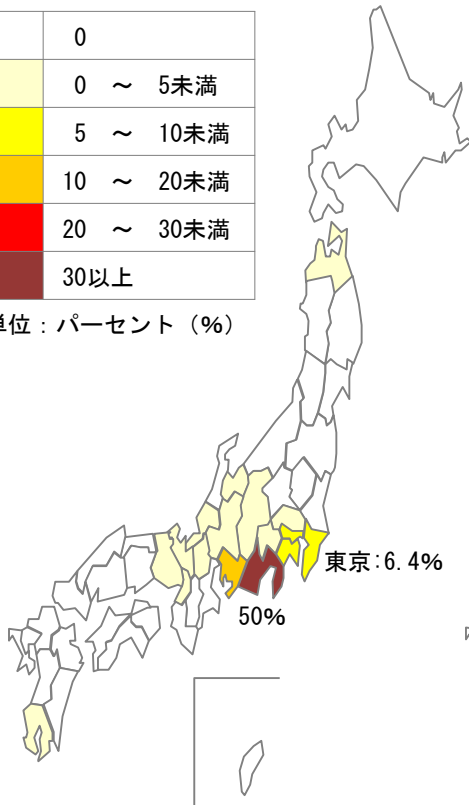 0
0 ～ 5未満
5 ～ 10未満
10 ～ 20未満
20 ～ 30未満
30以上
単位：パーセント（%）
東京:6.4%
50%